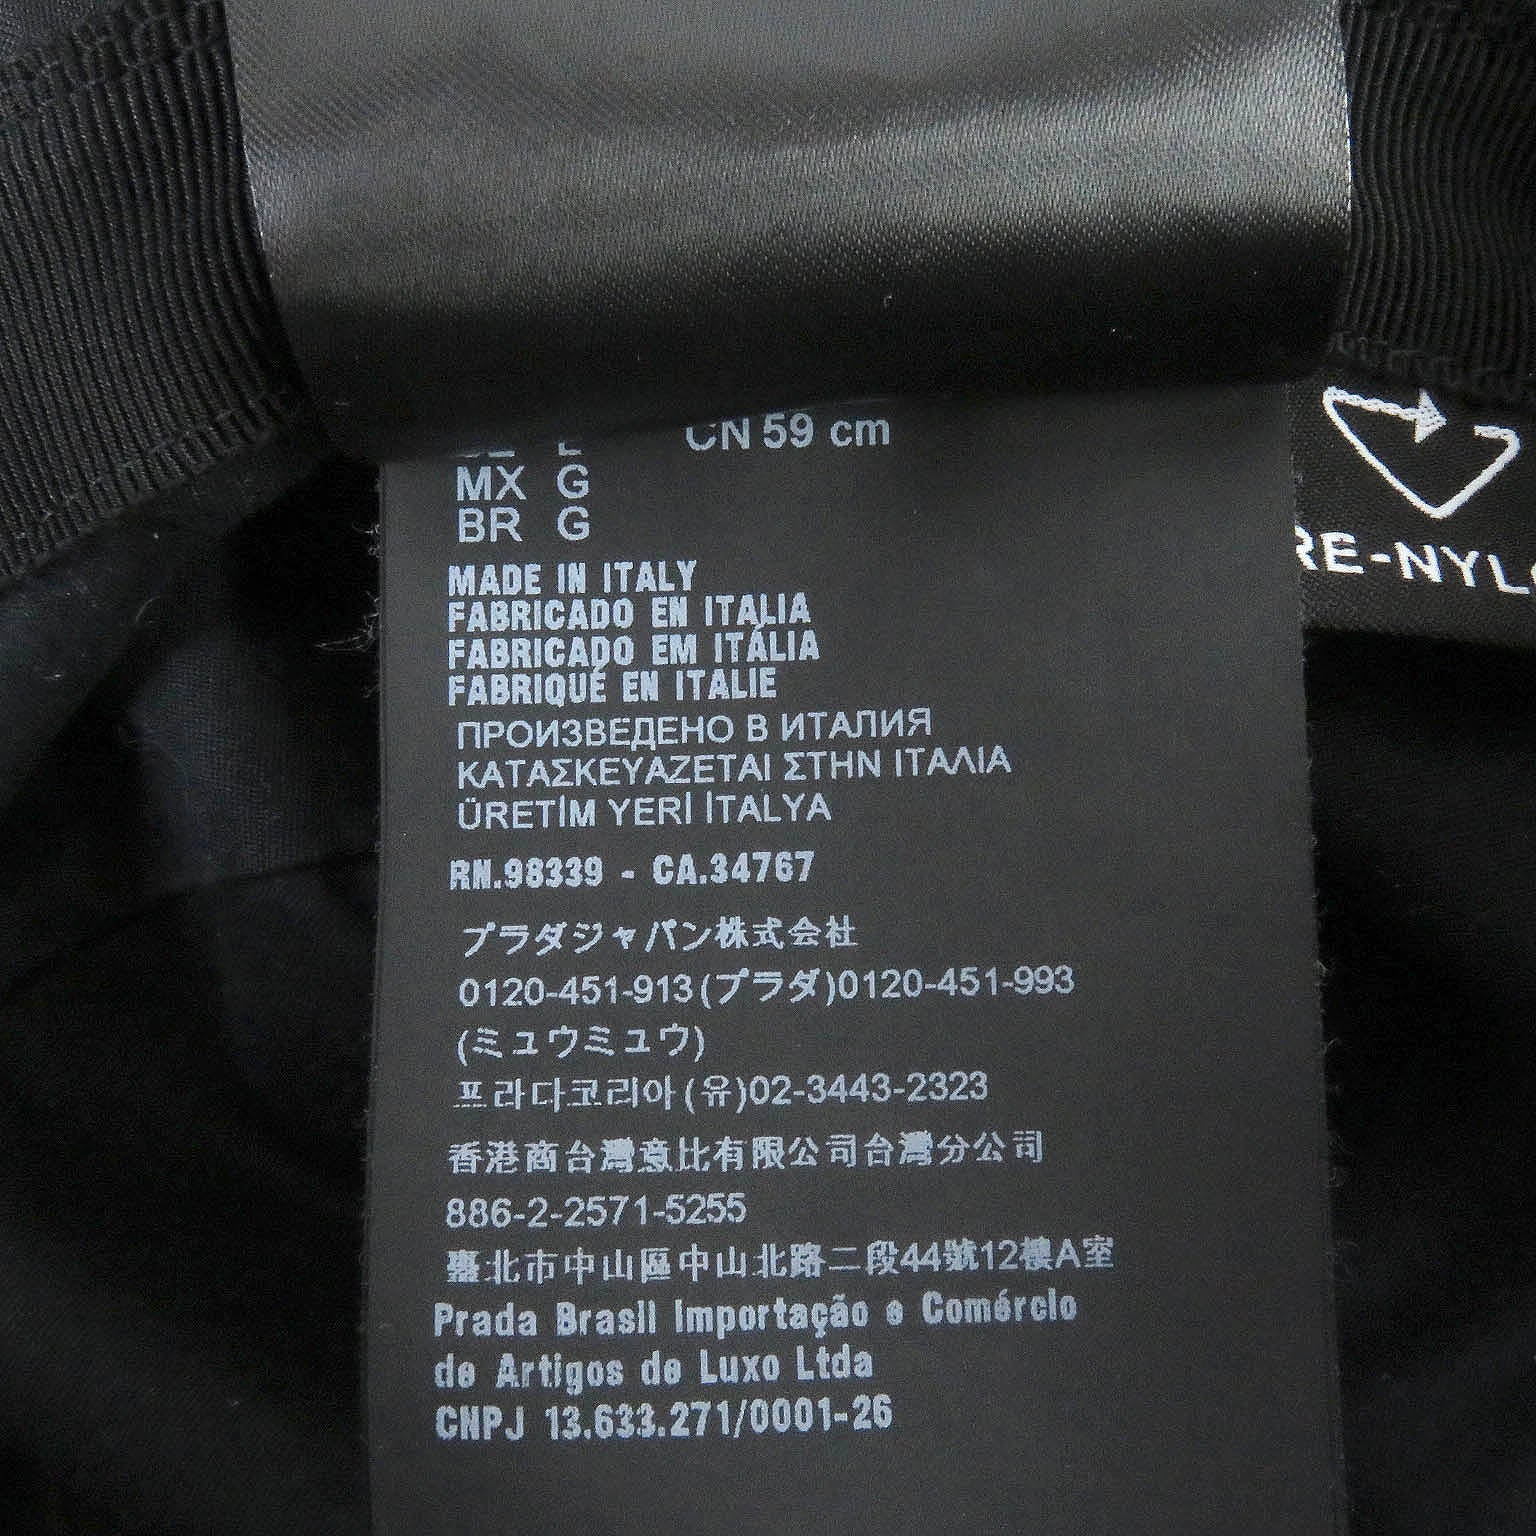 CN 59 cm
MX G
BR G
RE-NYL
MADE IN ITALY
FABRICADO EN ITALIA
FABRICADO EM ITÁLIA
FABRIQUÉ EN ITALIE
ПРОИЗВЕДЕНО В ИТАЛИЯ
ΚΑΤΑΣΚΕΥΑΖΕΤΑΙ ΣΤΗΝ ΙΤΑΛΙΑ
ÜRETİM YERİ İTALYA
RN.98339 - CA.34767
プラダジャパン株式会社
0120-451-913(プラダ)0120-451-993
(ミュウミュウ)
프라다코리아(유)02-3443-2323
香港商台灣意比有限公司台灣分公司
886-2-2571-5255
臺北市中山區中山北路二段44號12樓A室
Prada Brasil Importação e Comércio
de Artigos de Luxo Ltda
CNPJ 13.633.271/0001-26